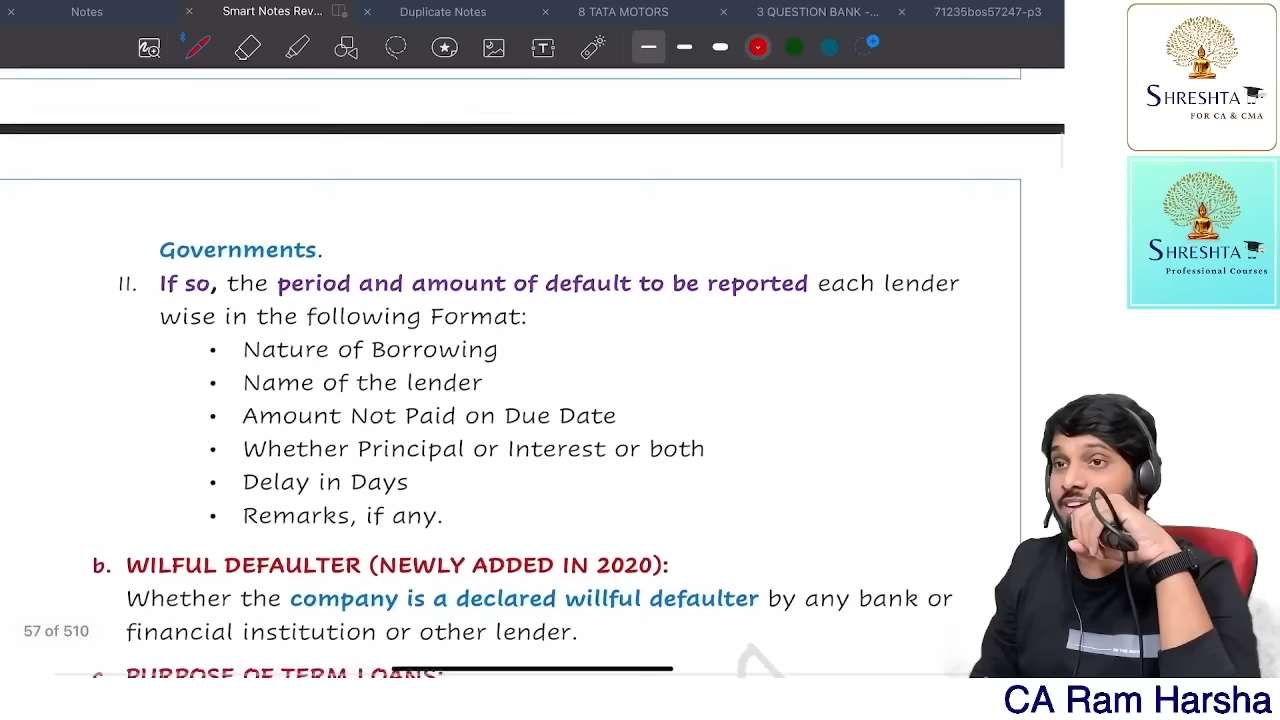 Notes
Smart Notes Rev...
Duplicate Notes
8 TATA MOTORS
3 QUESTION BANK -...
71235bos57247-p3
SHRESHTA
FOR CA & CMA
SHRESHTA
Professional Courses
Governments.
II. If so, the period and amount of default to be reported each lender
wise in the following Format:
• Nature of Borrowing
• Name of the lender
• Amount Not Paid on Due Date
• Whether Principal or Interest or both
• Delay in Days
• Remarks, if any.
b. WILFUL DEFAULTER (NEWLY ADDED IN 2020):
Whether the company is a declared willful defaulter by any bank or
financial institution or other lender.
57 of 510
c. PURPOSE OF TERM LOANS:
CA Ram Harsha